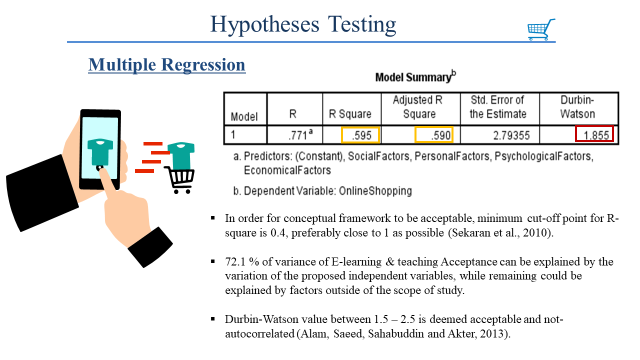 Hypotheses Testing
Multiple Regression
Model Summaryb
Model R R Square Adjusted R Square Std. Error of the Estimate Durbin-Watson
1 .771a .595 .590 2.79355 1.855
a. Predictors: (Constant), SocialFactors, PersonalFactors, PsychologicalFactors,
EconomicalFactors
b. Dependent Variable: OnlineShopping
▪ In order for conceptual framework to be acceptable, minimum cut-off point for R-
square is 0.4, preferably close to 1 as possible (Sekaran et al., 2010).
▪ 72.1 % of variance of E-learning & teaching Acceptance can be explained by the
variation of the proposed independent variables, while remaining could be
explained by factors outside of the scope of study.
▪ Durbin-Watson value between 1.5 – 2.5 is deemed acceptable and not-
autocorrelated (Alam, Saeed, Sahabuddin and Akter, 2013).